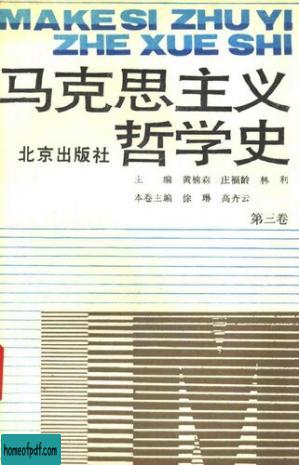 MAKESI ZHU YI
ZHE XUE SHI
马克思主义
哲学史
北京出版社
主编 黄楠森 庄福龄 林利
本卷主编 徐琳 高齐云
第三卷
homeofpdf.com